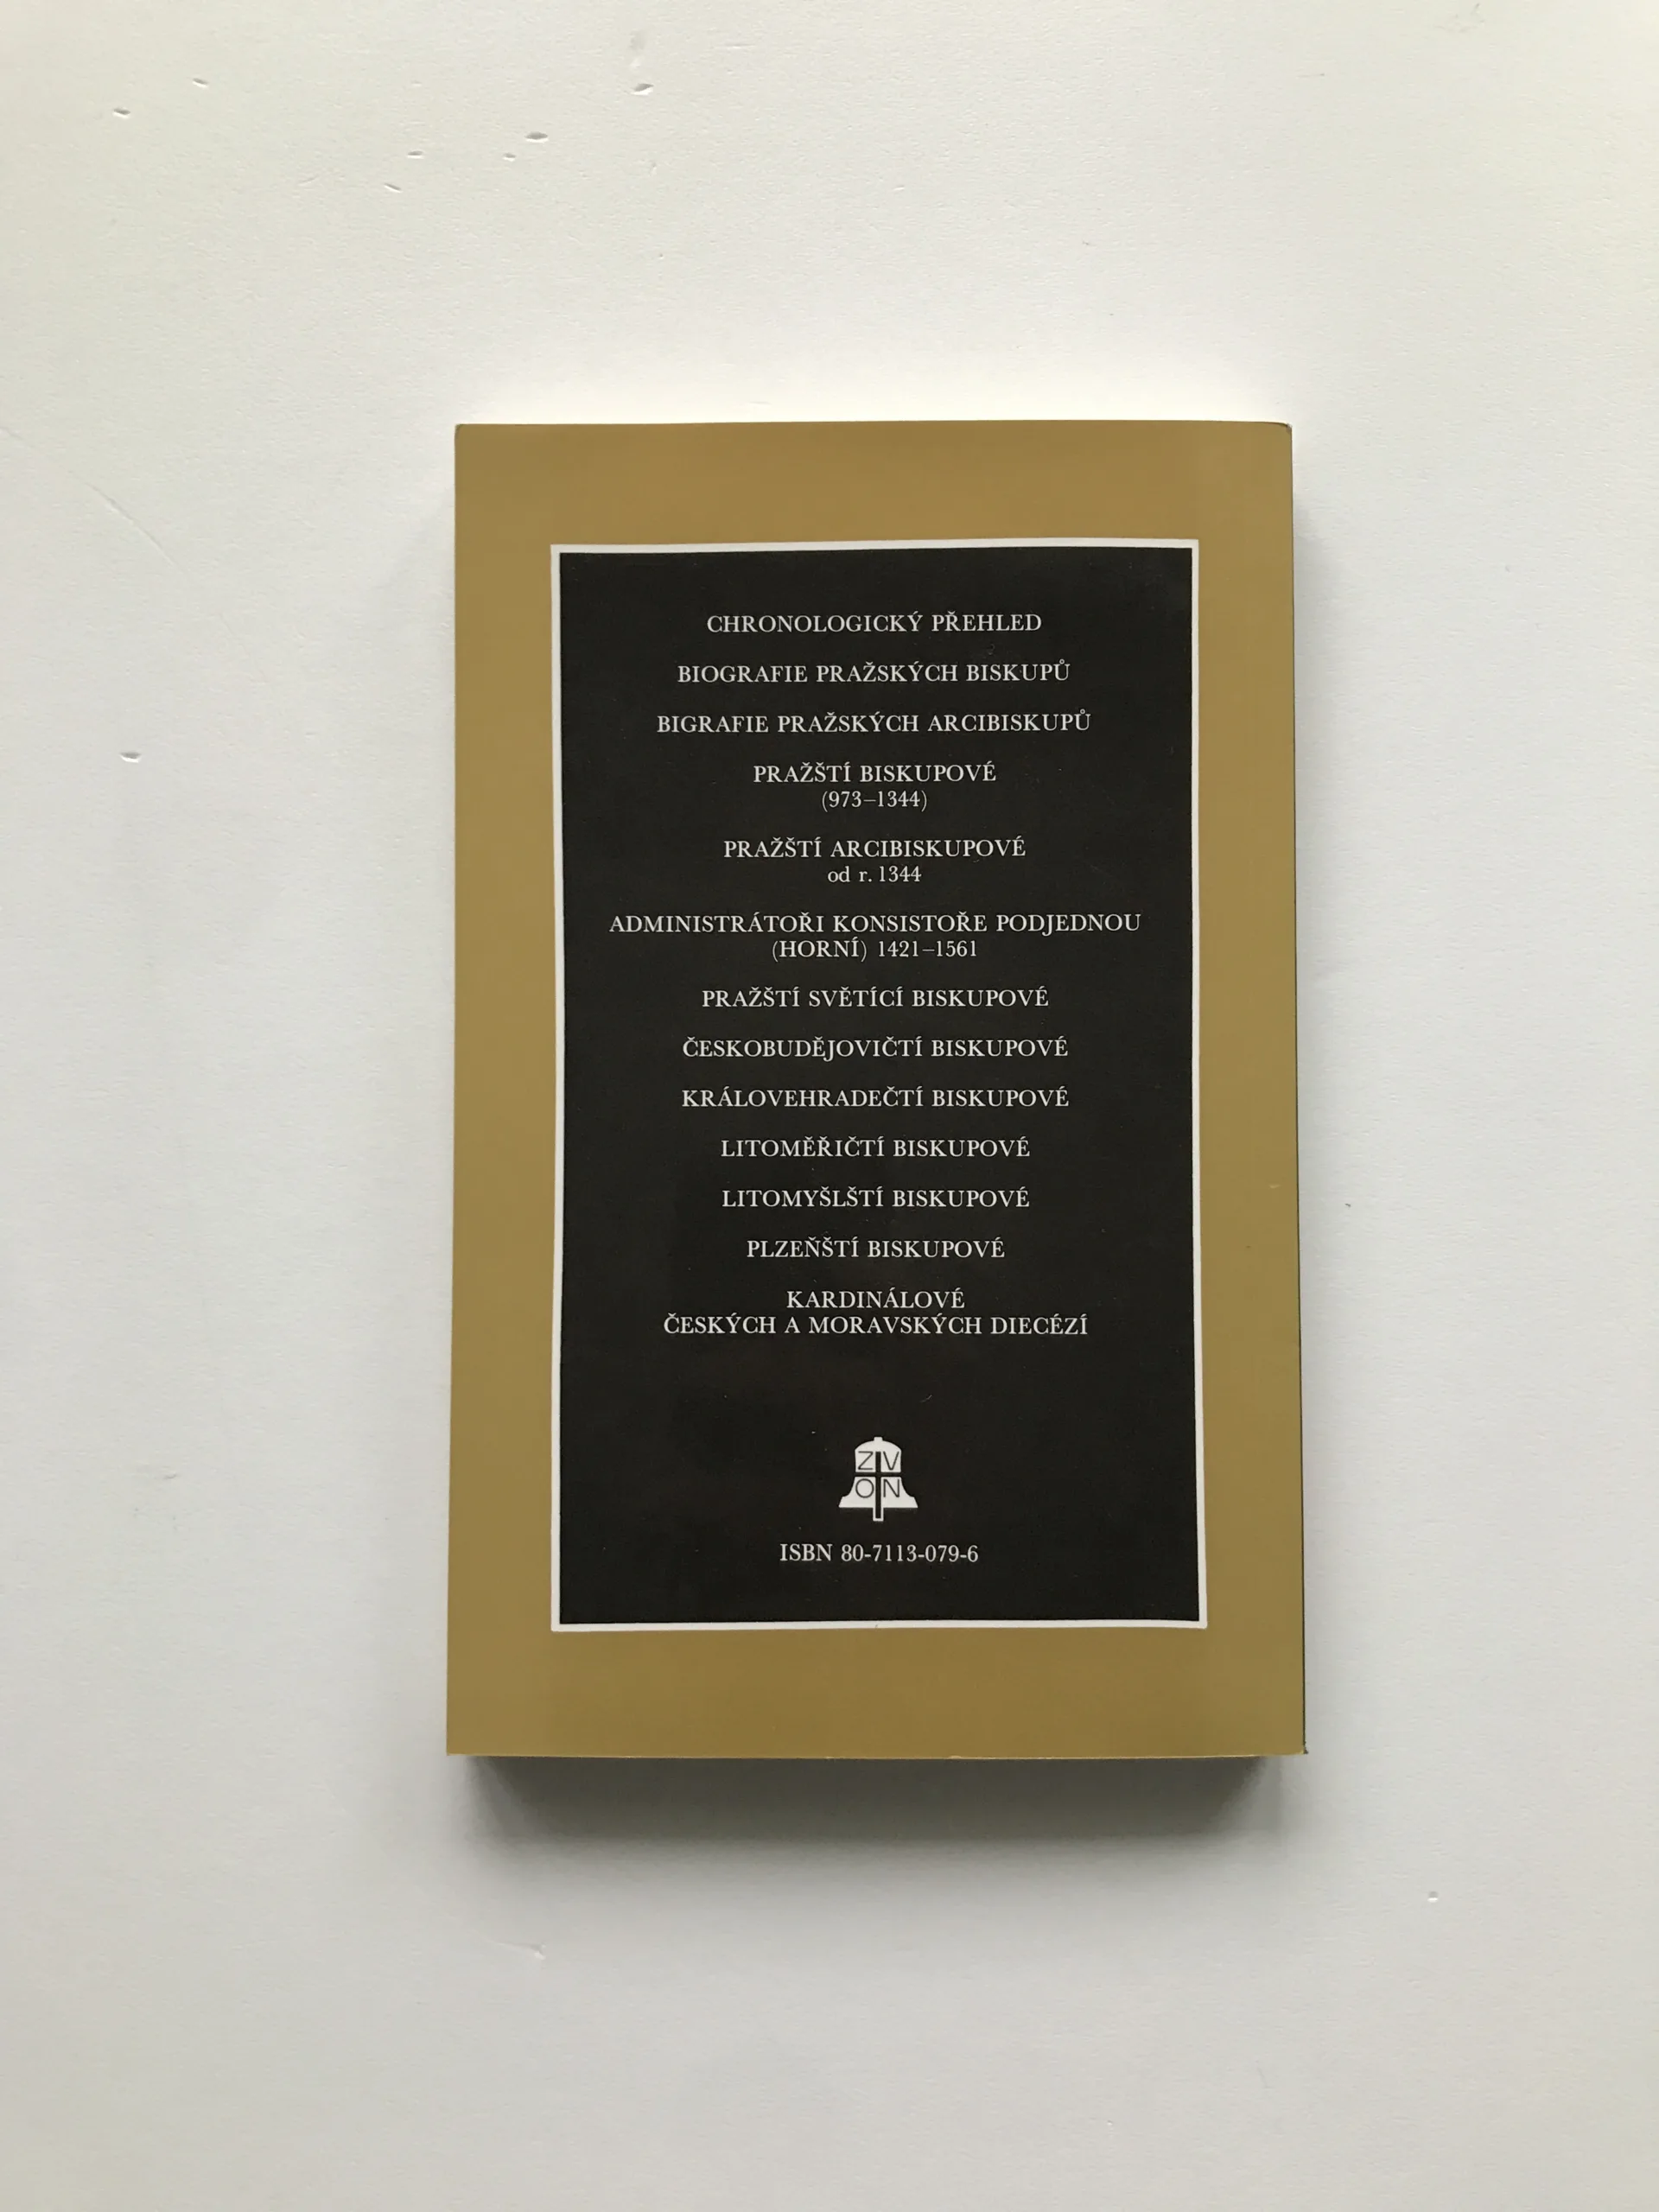 CHRONOLOGICKÝ PŘEHLED
BIOGRAFIE PRAŽSKÝCH BISKUPŮ
BIGRAFIE PRAŽSKÝCH ARCIBISKUPŮ
PRAŽŠTÍ BISKUPOVÉ
(973–1344)
PRAŽŠTÍ ARCIBISKUPOVÉ
od r. 1344
ADMINISTRÁTOŘI KONSISTOŘE PODJEDNOU
(HORNÍ) 1421–1561
PRAŽŠTÍ SVĚTÍCÍ BISKUPOVÉ
ČESKOBUDĚJOVIČTÍ BISKUPOVÉ
KRÁLOVEHRADEČTÍ BISKUPOVÉ
LITOMĚŘIČTÍ BISKUPOVÉ
LITOMYŠLŠTÍ BISKUPOVÉ
PLZEŇŠTÍ BISKUPOVÉ
KARDINÁLOVÉ
ČESKÝCH A MORAVSKÝCH DIECÉZÍ
ZV
ON
ISBN 80-7113-079-6